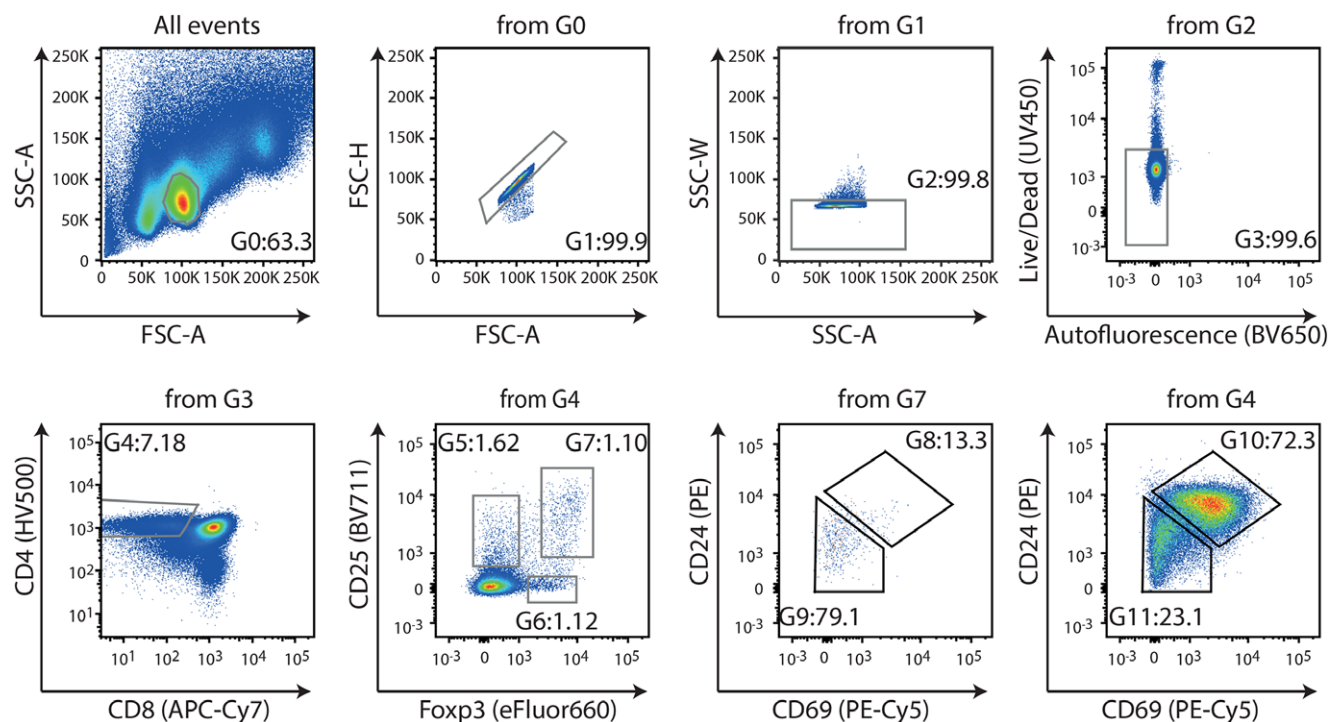 All events
from G0
from G1
from G2
SSC-A
250K
200K
150K
100K
50K
0
G0:63.3
0 50K 100K 150K 200K 250K
FSC-A
FSC-H
250K
200K
150K
100K
50K
0
G1:99.9
0 50K 100K 150K 200K 250K
FSC-A
SSC-W
250K
200K
150K
100K
50K
0
G2:99.8
0 50K 100K 150K 200K 250K
SSC-A
Live/Dead (UV450)
10⁵
10⁴
10³
0
10⁻³
G3:99.6
10⁻³ 0 10³ 10⁴ 10⁵
Autofluorescence (BV650)
from G3
from G4
from G7
from G4
CD4 (HV500)
10⁵
10⁴
10³
10²
10¹
G4:7.18
10¹ 10² 10³ 10⁴ 10⁵
CD8 (APC-Cy7)
CD25 (BV711)
10⁵
10⁴
10³
0
10⁻³
G5:1.62
G7:1.10
G6:1.12
10⁻³ 0 10³ 10⁴ 10⁵
Foxp3 (eFluor660)
CD24 (PE)
10⁵
10⁴
10³
0
10⁻³
G8:13.3
G9:79.1
10⁻³ 0 10³ 10⁴ 10⁵
CD69 (PE-Cy5)
CD24 (PE)
10⁵
10⁴
10³
0
10⁻³
G10:72.3
G11:23.1
10⁻³ 0 10³ 10⁴ 10⁵
CD69 (PE-Cy5)